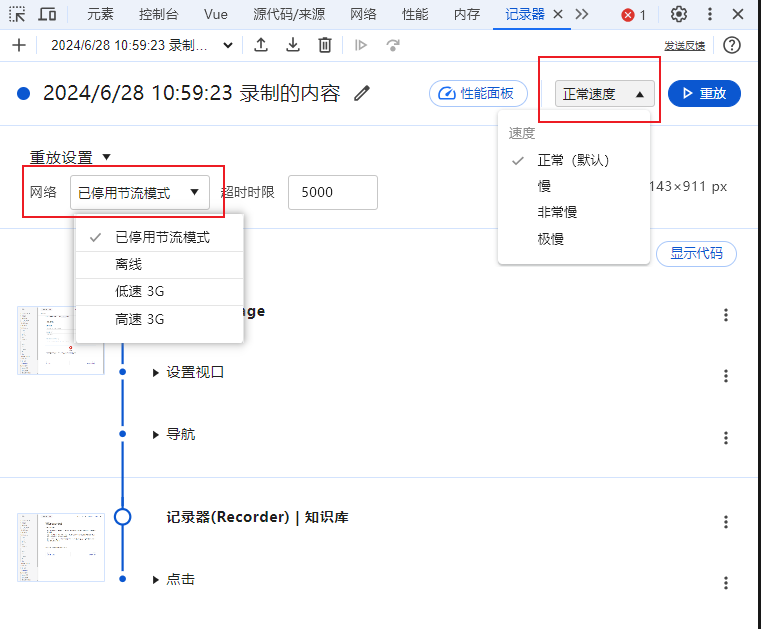 元素 控制台 Vue 源代码/来源 网络 性能 内存 记录器 1
2024/6/28 10:59:23 录制... 发送反馈
2024/6/28 10:59:23 录制的内容 性能面板 正常速度 重放
速度
正常（默认）
慢
非常慢
极慢
重放设置
网络 已停用节流模式 超时时限 5000 143×911 px
已停用节流模式
离线
低速 3G
高速 3G
显示代码
age
设置视口
导航
记录器(Recorder) | 知识库
点击